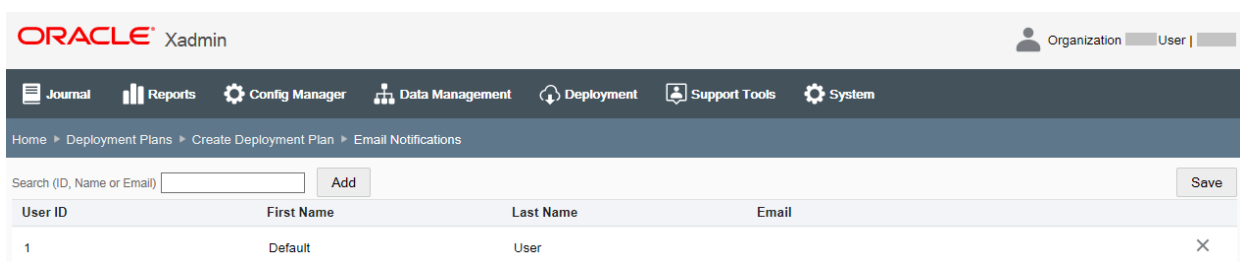 ORACLE Xadmin Organization User |
Journal Reports Config Manager Data Management Deployment Support Tools System
Home Deployment Plans Create Deployment Plan Email Notifications
Search (ID, Name or Email) Add Save
User ID First Name Last Name Email
1 Default User